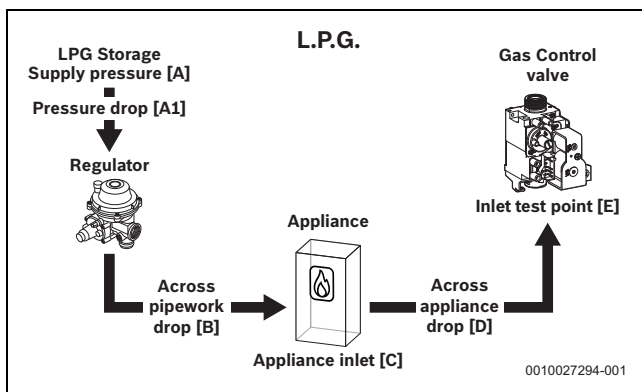 L.P.G.
LPG Storage
Supply pressure [A]
Pressure drop [A1]
Regulator
Across
pipework
drop [B]
Appliance
Appliance inlet [C]
Across
appliance
drop [D]
Gas Control
valve
Inlet test point [E]
0010027294-001